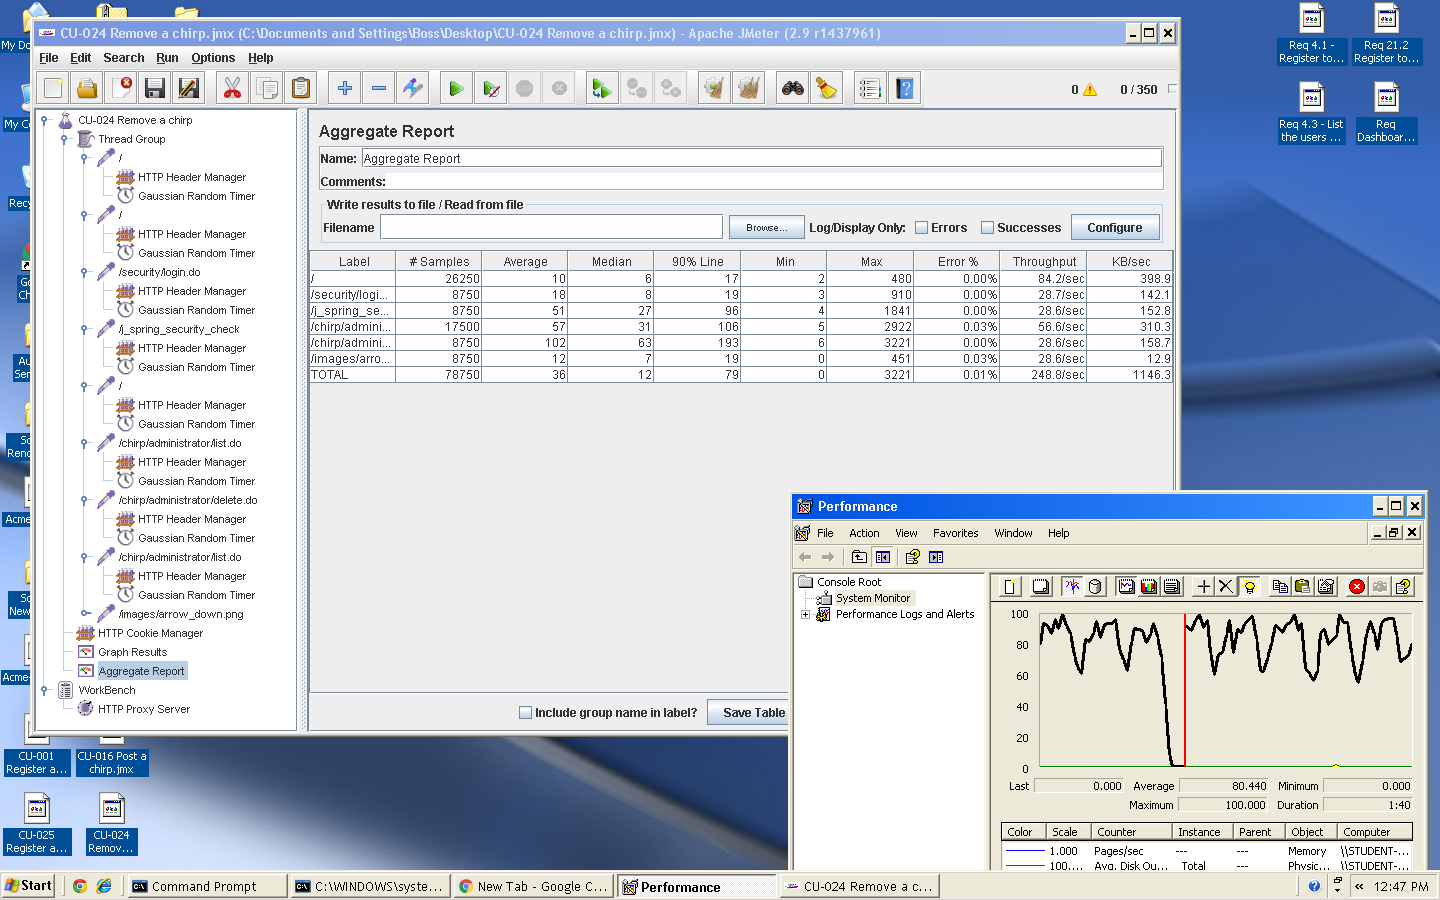 CU-024 Remove a chirp.jmx (C:\Documents and Settings\Boss\Desktop\CU-024 Remove a chirp.jmx) - Apache JMeter (2.9 r1437961)
File Edit Search Run Options Help
0 0 / 350
CU-024 Remove a chirp
Thread Group
/
HTTP Header Manager
Gaussian Random Timer
/
HTTP Header Manager
Gaussian Random Timer
/security/login.do
HTTP Header Manager
Gaussian Random Timer
/j_spring_security_check
HTTP Header Manager
Gaussian Random Timer
/
HTTP Header Manager
Gaussian Random Timer
/chirp/administrator/list.do
HTTP Header Manager
Gaussian Random Timer
/chirp/administrator/delete.do
HTTP Header Manager
Gaussian Random Timer
/chirp/administrator/list.do
HTTP Header Manager
Gaussian Random Timer
/images/arrow_down.png
HTTP Cookie Manager
Graph Results
Aggregate Report
WorkBench
HTTP Proxy Server
Aggregate Report
Name: Aggregate Report
Comments:
Write results to file / Read from file
Filename Browse... Log/Display Only: Errors Successes Configure
Label # Samples Average Median 90% Line Min Max Error % Throughput KB/sec
/ 26250 10 6 17 2 480 0.00% 84.2/sec 398.9
/security/logi... 8750 18 8 19 3 910 0.00% 28.7/sec 142.1
/j_spring_se... 8750 51 27 96 4 1841 0.00% 28.6/sec 152.8
/chirp/admini... 17500 57 31 106 5 2922 0.03% 56.6/sec 310.3
/chirp/admini... 8750 102 63 193 6 3221 0.00% 28.6/sec 158.7
/images/arro... 8750 12 7 19 0 451 0.03% 28.6/sec 12.9
TOTAL 78750 36 12 79 0 3221 0.01% 248.8/sec 1146.3
Include group name in label? Save Table
Performance
File Action View Favorites Window Help
Console Root
System Monitor
Performance Logs and Alerts
100
80
60
40
20
0
Last 0.000 Average 80.440 Minimum 0.000
Maximum 100.000 Duration 1:40
Color Scale Counter Instance Parent Object Computer
1.000 Pages/sec --- --- Memory \\STUDENT-...
100.... Avg. Disk Qu... _Total --- Physic... \\STUDENT-...
Req 4.1 -
Register to...
Req 21.2
Register to...
Req 4.3 - List
the users ...
Req
Dashboar...
CU-001
Register a...
CU-016 Post a
chirp.jmx
CU-025
Register a...
CU-024
Remov...
Start Command Prompt C:\WINDOWS\syste... New Tab - Google C... Performance CU-024 Remove a c... 12:47 PM